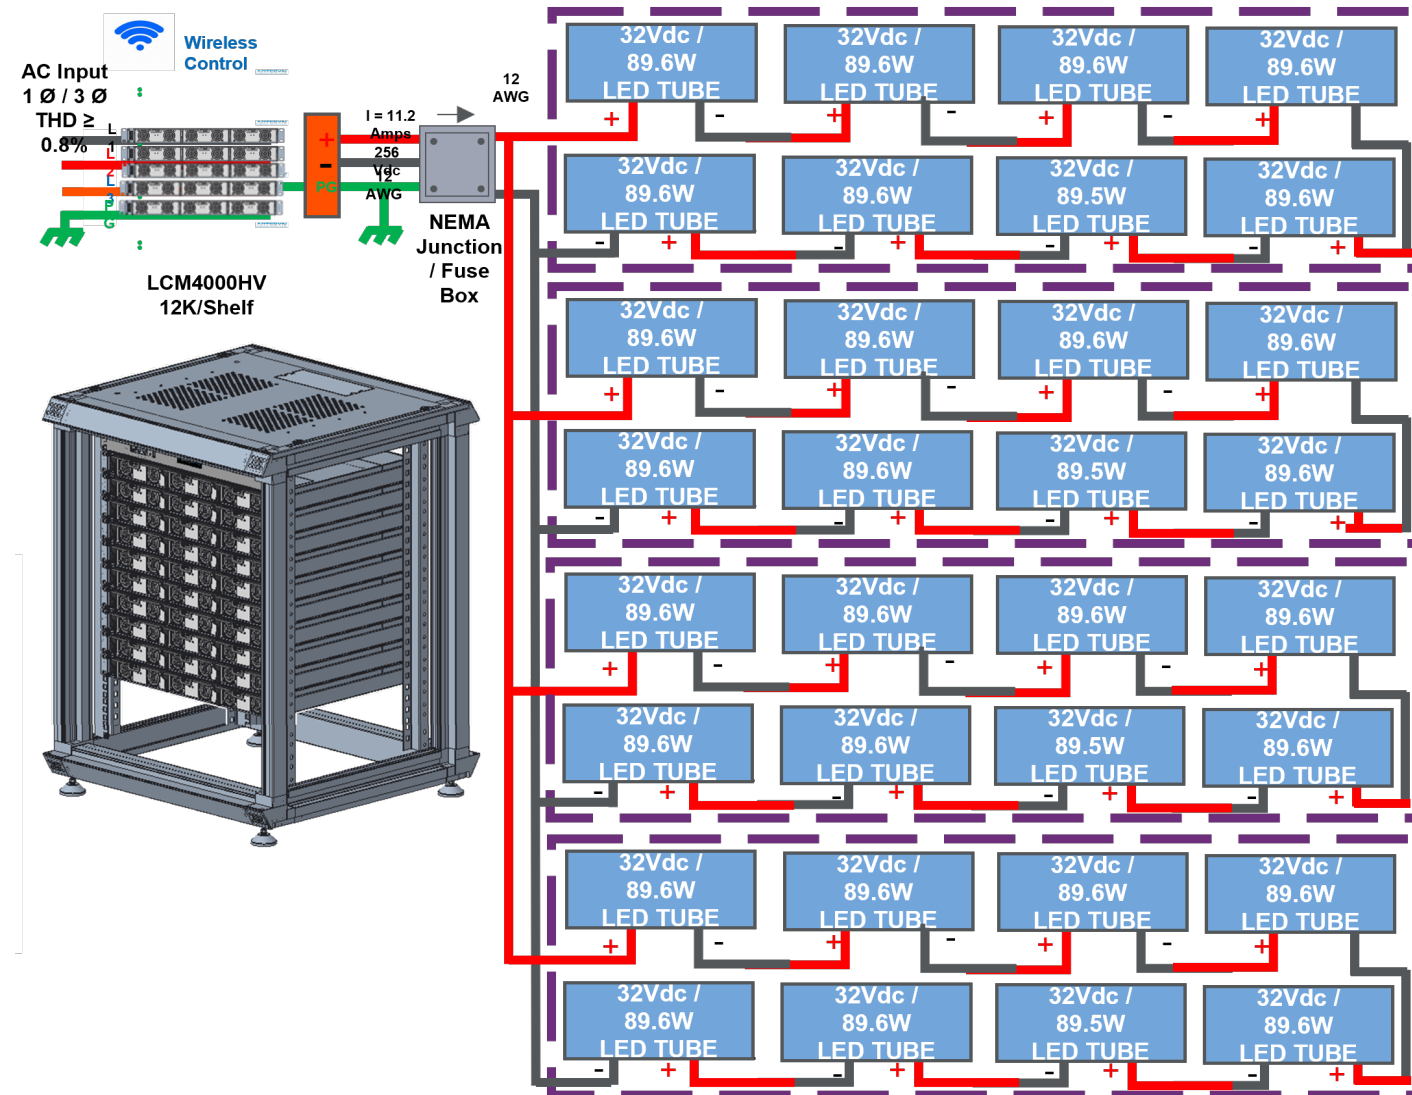 Wireless
Control
AC Input
1 Ø / 3 Ø
THD ≥
0.8%
L
1
L
2
L
3
F
G
+
-
PG
I = 11.2
Amps
256
Vdc
12
AWG
12
AWG
NEMA
Junction
/ Fuse
Box
LCM4000HV
12K/Shelf
32Vdc /
89.6W
LED TUBE
+
-
32Vdc /
89.6W
LED TUBE
+
-
32Vdc /
89.6W
LED TUBE
+
-
32Vdc /
89.6W
LED TUBE
+
32Vdc /
89.6W
LED TUBE
-
+
32Vdc /
89.6W
LED TUBE
-
+
32Vdc /
89.5W
LED TUBE
-
+
32Vdc /
89.6W
LED TUBE
-
+
32Vdc /
89.6W
LED TUBE
+
-
32Vdc /
89.6W
LED TUBE
+
-
32Vdc /
89.6W
LED TUBE
+
-
32Vdc /
89.6W
LED TUBE
+
32Vdc /
89.6W
LED TUBE
-
+
32Vdc /
89.6W
LED TUBE
-
+
32Vdc /
89.5W
LED TUBE
-
+
32Vdc /
89.6W
LED TUBE
-
+
32Vdc /
89.6W
LED TUBE
+
-
32Vdc /
89.6W
LED TUBE
+
-
32Vdc /
89.6W
LED TUBE
+
-
32Vdc /
89.6W
LED TUBE
+
32Vdc /
89.6W
LED TUBE
-
+
32Vdc /
89.6W
LED TUBE
-
+
32Vdc /
89.5W
LED TUBE
-
+
32Vdc /
89.6W
LED TUBE
-
+
32Vdc /
89.6W
LED TUBE
+
-
32Vdc /
89.6W
LED TUBE
+
-
32Vdc /
89.6W
LED TUBE
+
-
32Vdc /
89.6W
LED TUBE
+
32Vdc /
89.6W
LED TUBE
-
+
32Vdc /
89.6W
LED TUBE
-
+
32Vdc /
89.5W
LED TUBE
-
+
32Vdc /
89.6W
LED TUBE
-
+